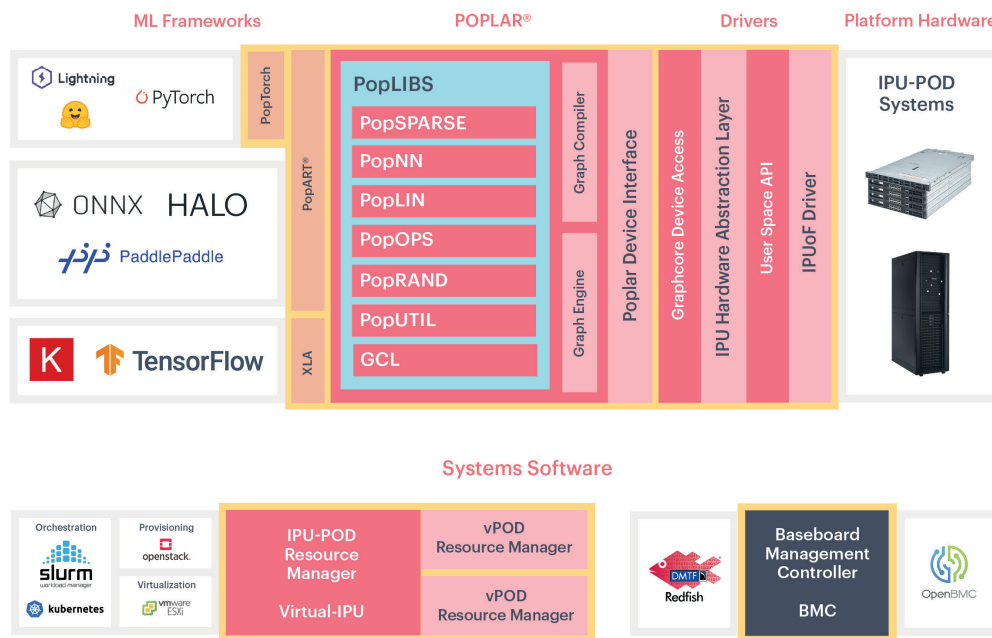 ML Frameworks
POPLAR®
Drivers
Platform Hardware
Lightning
PyTorch
PopTorch
ONNX
HALO
PaddlePaddle
PopART®
K
TensorFlow
XLA
PopLIBS
PopSPARSE
PopNN
PopLIN
PopOPS
PopRAND
PopUTIL
GCL
Graph Compiler
Graph Engine
Poplar Device Interface
Graphcore Device Access
IPU Hardware Abstraction Layer
User Space API
IPUoF Driver
IPU-POD
Systems
Systems Software
Orchestration
slurm
workload manager
kubernetes
Provisioning
openstack.
Virtualization
vmware®
ESXi
IPU-POD
Resource
Manager
Virtual-IPU
vPOD
Resource Manager
vPOD
Resource Manager
DMTF
Redfish
Baseboard
Management
Controller
BMC
OpenBMC